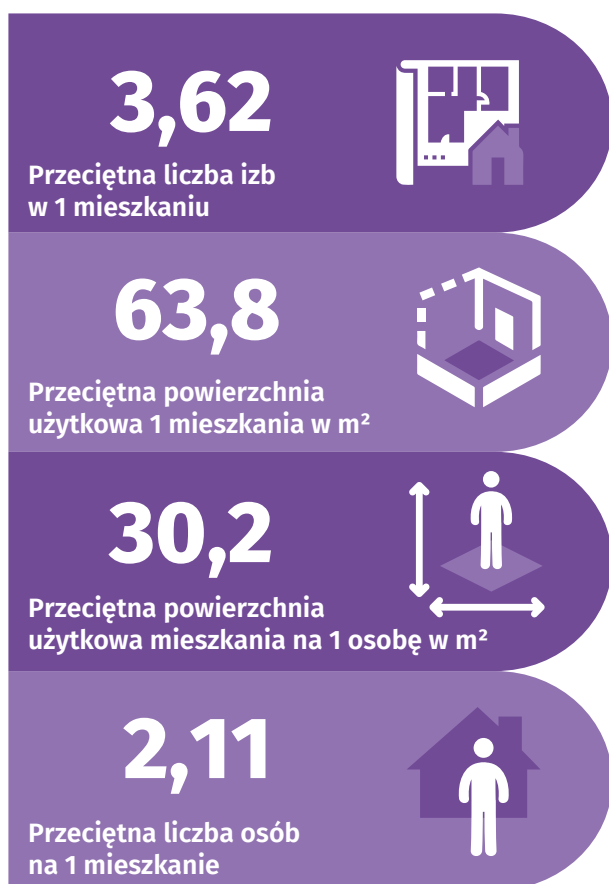 3,62
Przeciętna liczba izb
w 1 mieszkaniu
63,8
Przeciętna powierzchnia
użytkowa 1 mieszkania w m²
30,2
Przeciętna powierzchnia
użytkowa mieszkania na 1 osobę w m²
2,11
Przeciętna liczba osób
na 1 mieszkanie